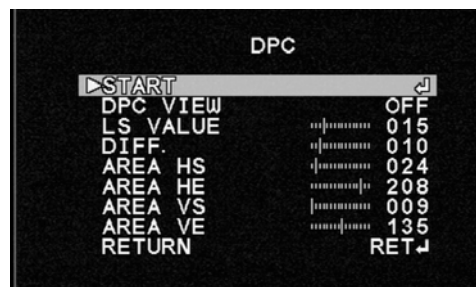 DPC
START ↲
DPC VIEW OFF
LS VALUE 015
DIFF. 010
AREA HS 024
AREA HE 208
AREA VS 009
AREA VE 135
RETURN RET↲